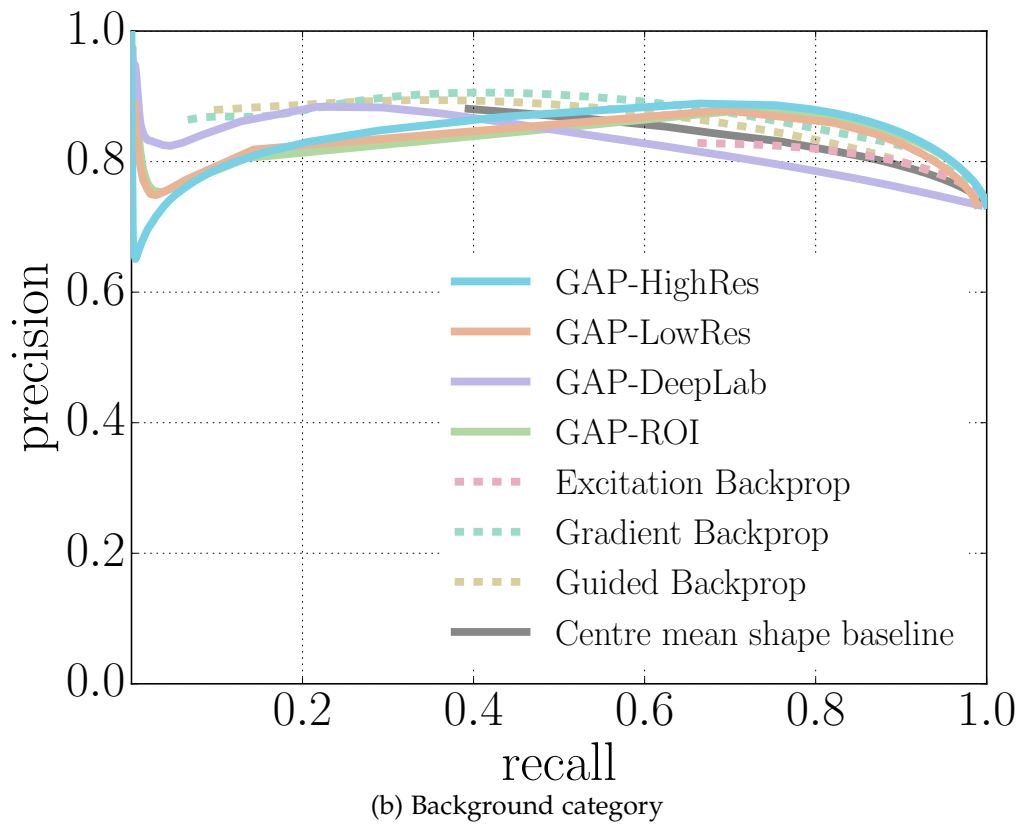 1.0
0.8
0.6
0.4
0.2
0.0
precision
GAP-HighRes
GAP-LowRes
GAP-DeepLab
GAP-ROI
Excitation Backprop
Gradient Backprop
Guided Backprop
Centre mean shape baseline
0.2 0.4 0.6 0.8 1.0
recall
(b) Background category